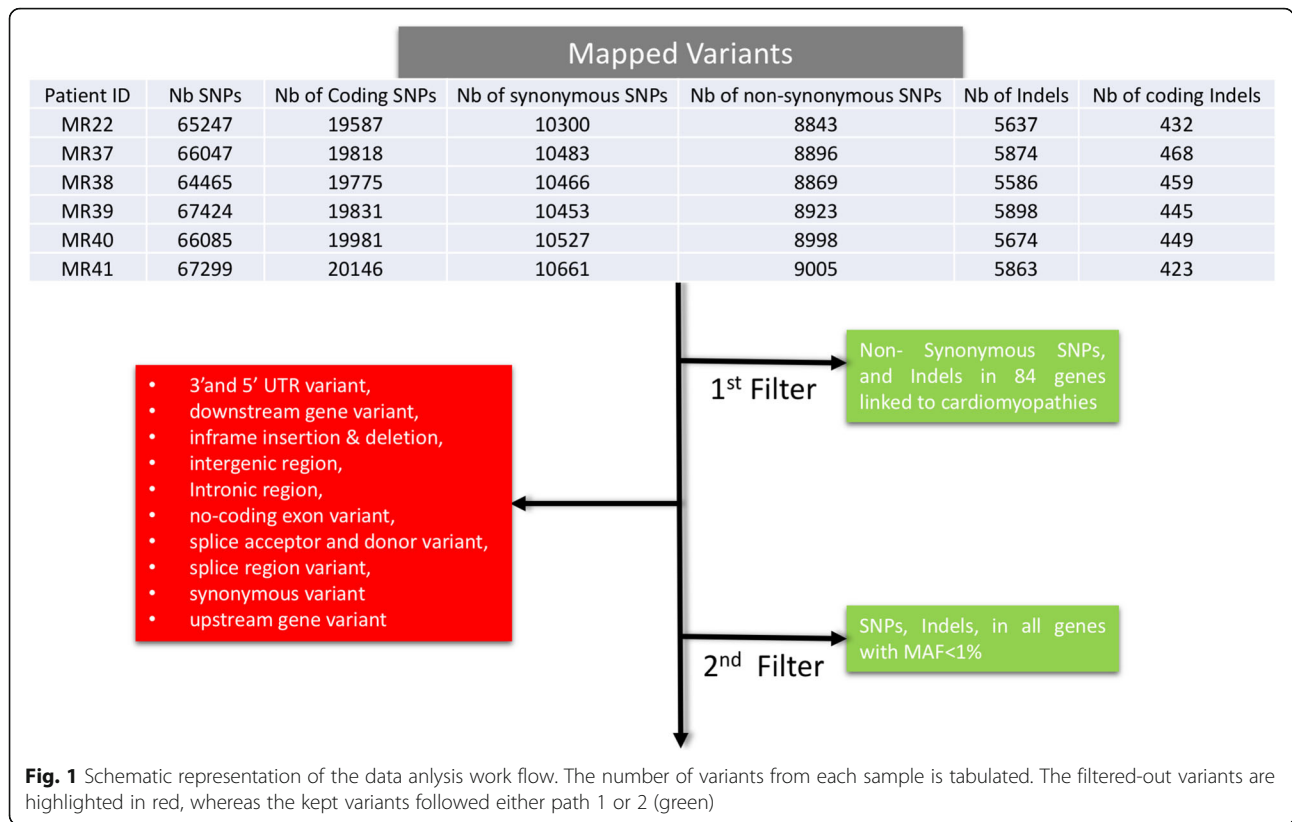 Mapped Variants
Patient ID Nb SNPs Nb of Coding SNPs Nb of synonymous SNPs Nb of non-synonymous SNPs Nb of Indels Nb of coding Indels
MR22 65247 19587 10300 8843 5637 432
MR37 66047 19818 10483 8896 5874 468
MR38 64465 19775 10466 8869 5586 459
MR39 67424 19831 10453 8923 5898 445
MR40 66085 19981 10527 8998 5674 449
MR41 67299 20146 10661 9005 5863 423
1st Filter
Non- Synonymous SNPs,
and Indels in 84 genes
linked to cardiomyopathies
• 3'and 5' UTR variant,
• downstream gene variant,
• inframe insertion & deletion,
• intergenic region,
• Intronic region,
• no-coding exon variant,
• splice acceptor and donor variant,
• splice region variant,
• synonymous variant
• upstream gene variant
2nd Filter
SNPs, Indels, in all genes
with MAF<1%
Fig. 1 Schematic representation of the data anlysis work flow. The number of variants from each sample is tabulated. The filtered-out variants are
highlighted in red, whereas the kept variants followed either path 1 or 2 (green)